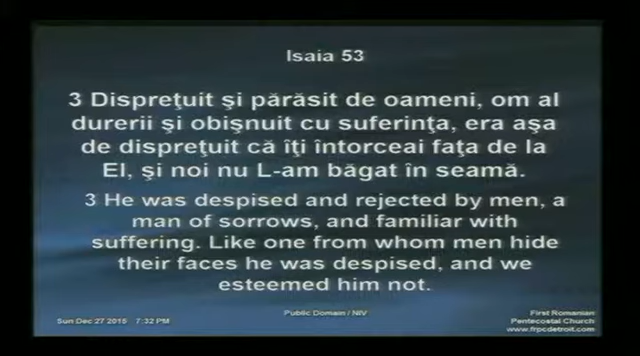 Isaia 53
3 Dispreţuit şi părăsit de oameni, om al
durerii şi obişnuit cu suferinţa, era aşa
de dispreţuit că îţi întorceai faţa de la
El, şi noi nu L-am băgat în seamă.
3 He was despised and rejected by men, a
man of sorrows, and familiar with
suffering. Like one from whom men hide
their faces he was despised, and we
esteemed him not.
Public Domain / NIV
Sun Dec 27 2015 7:32 PM
First Romanian
Pentecostal Church
www.frpcdetroit.com